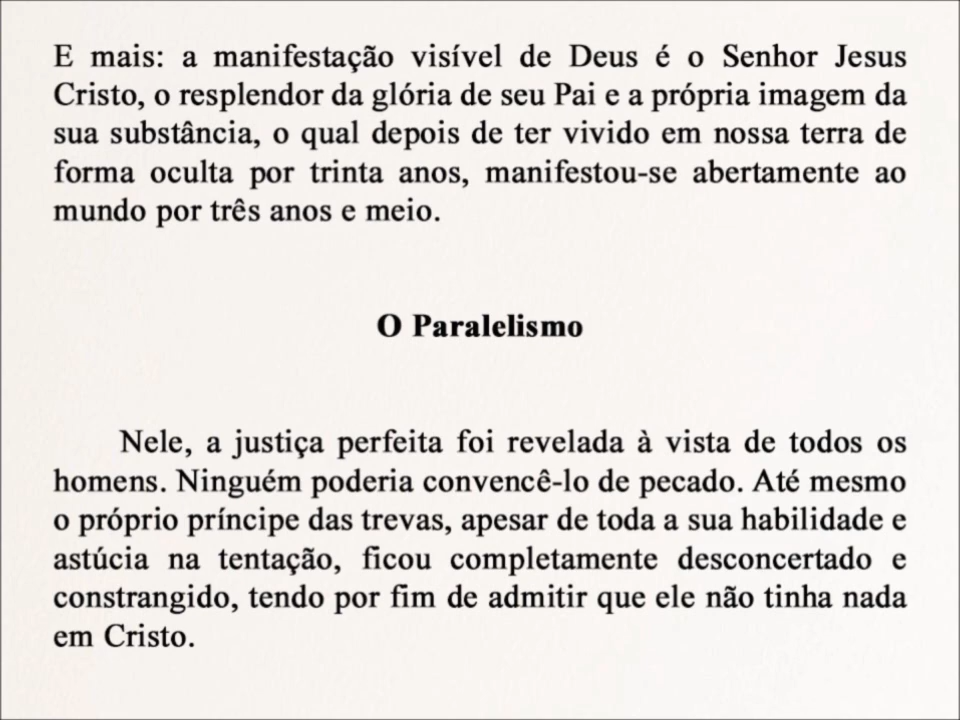 E mais: a manifestação visível de Deus é o Senhor Jesus
Cristo, o resplendor da glória de seu Pai e a própria imagem da
sua substância, o qual depois de ter vivido em nossa terra de
forma oculta por trinta anos, manifestou-se abertamente ao
mundo por três anos e meio.
O Paralelismo
Nele, a justiça perfeita foi revelada à vista de todos os
homens. Ninguém poderia convencê-lo de pecado. Até mesmo
o próprio príncipe das trevas, apesar de toda a sua habilidade e
astúcia na tentação, ficou completamente desconcertado e
constrangido, tendo por fim de admitir que ele não tinha nada
em Cristo.